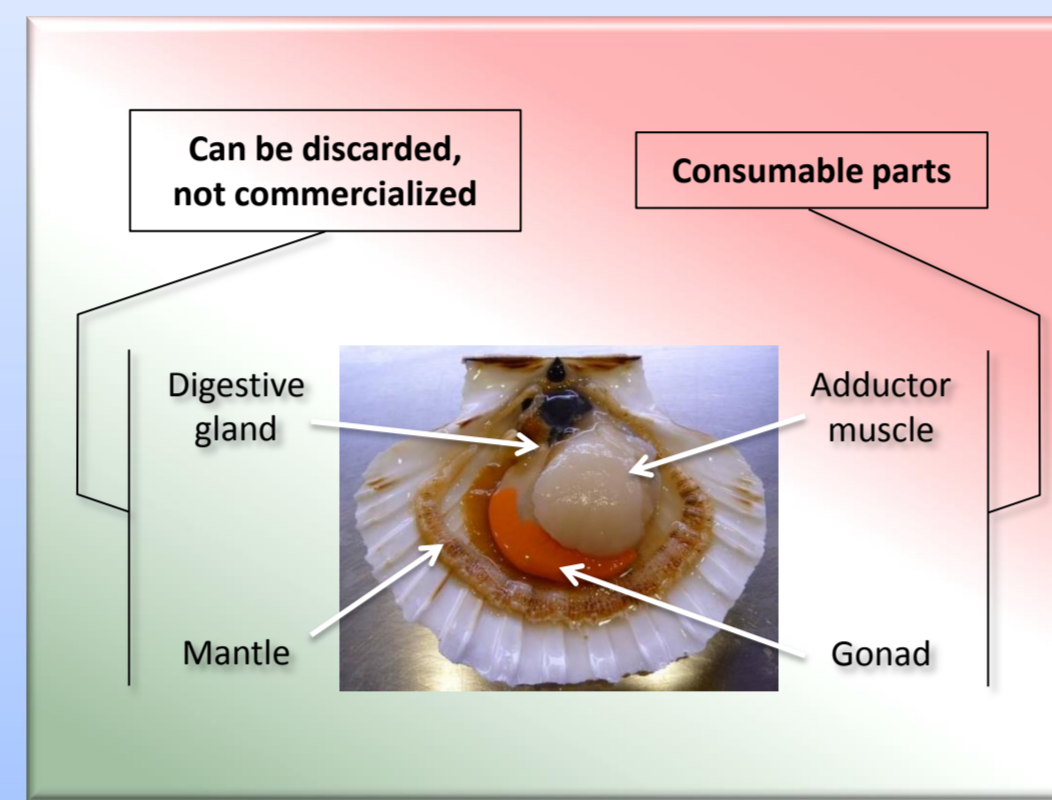 Can be discarded,
not commercialized
Consumable parts
Digestive
gland
Adductor
muscle
Mantle
Gonad